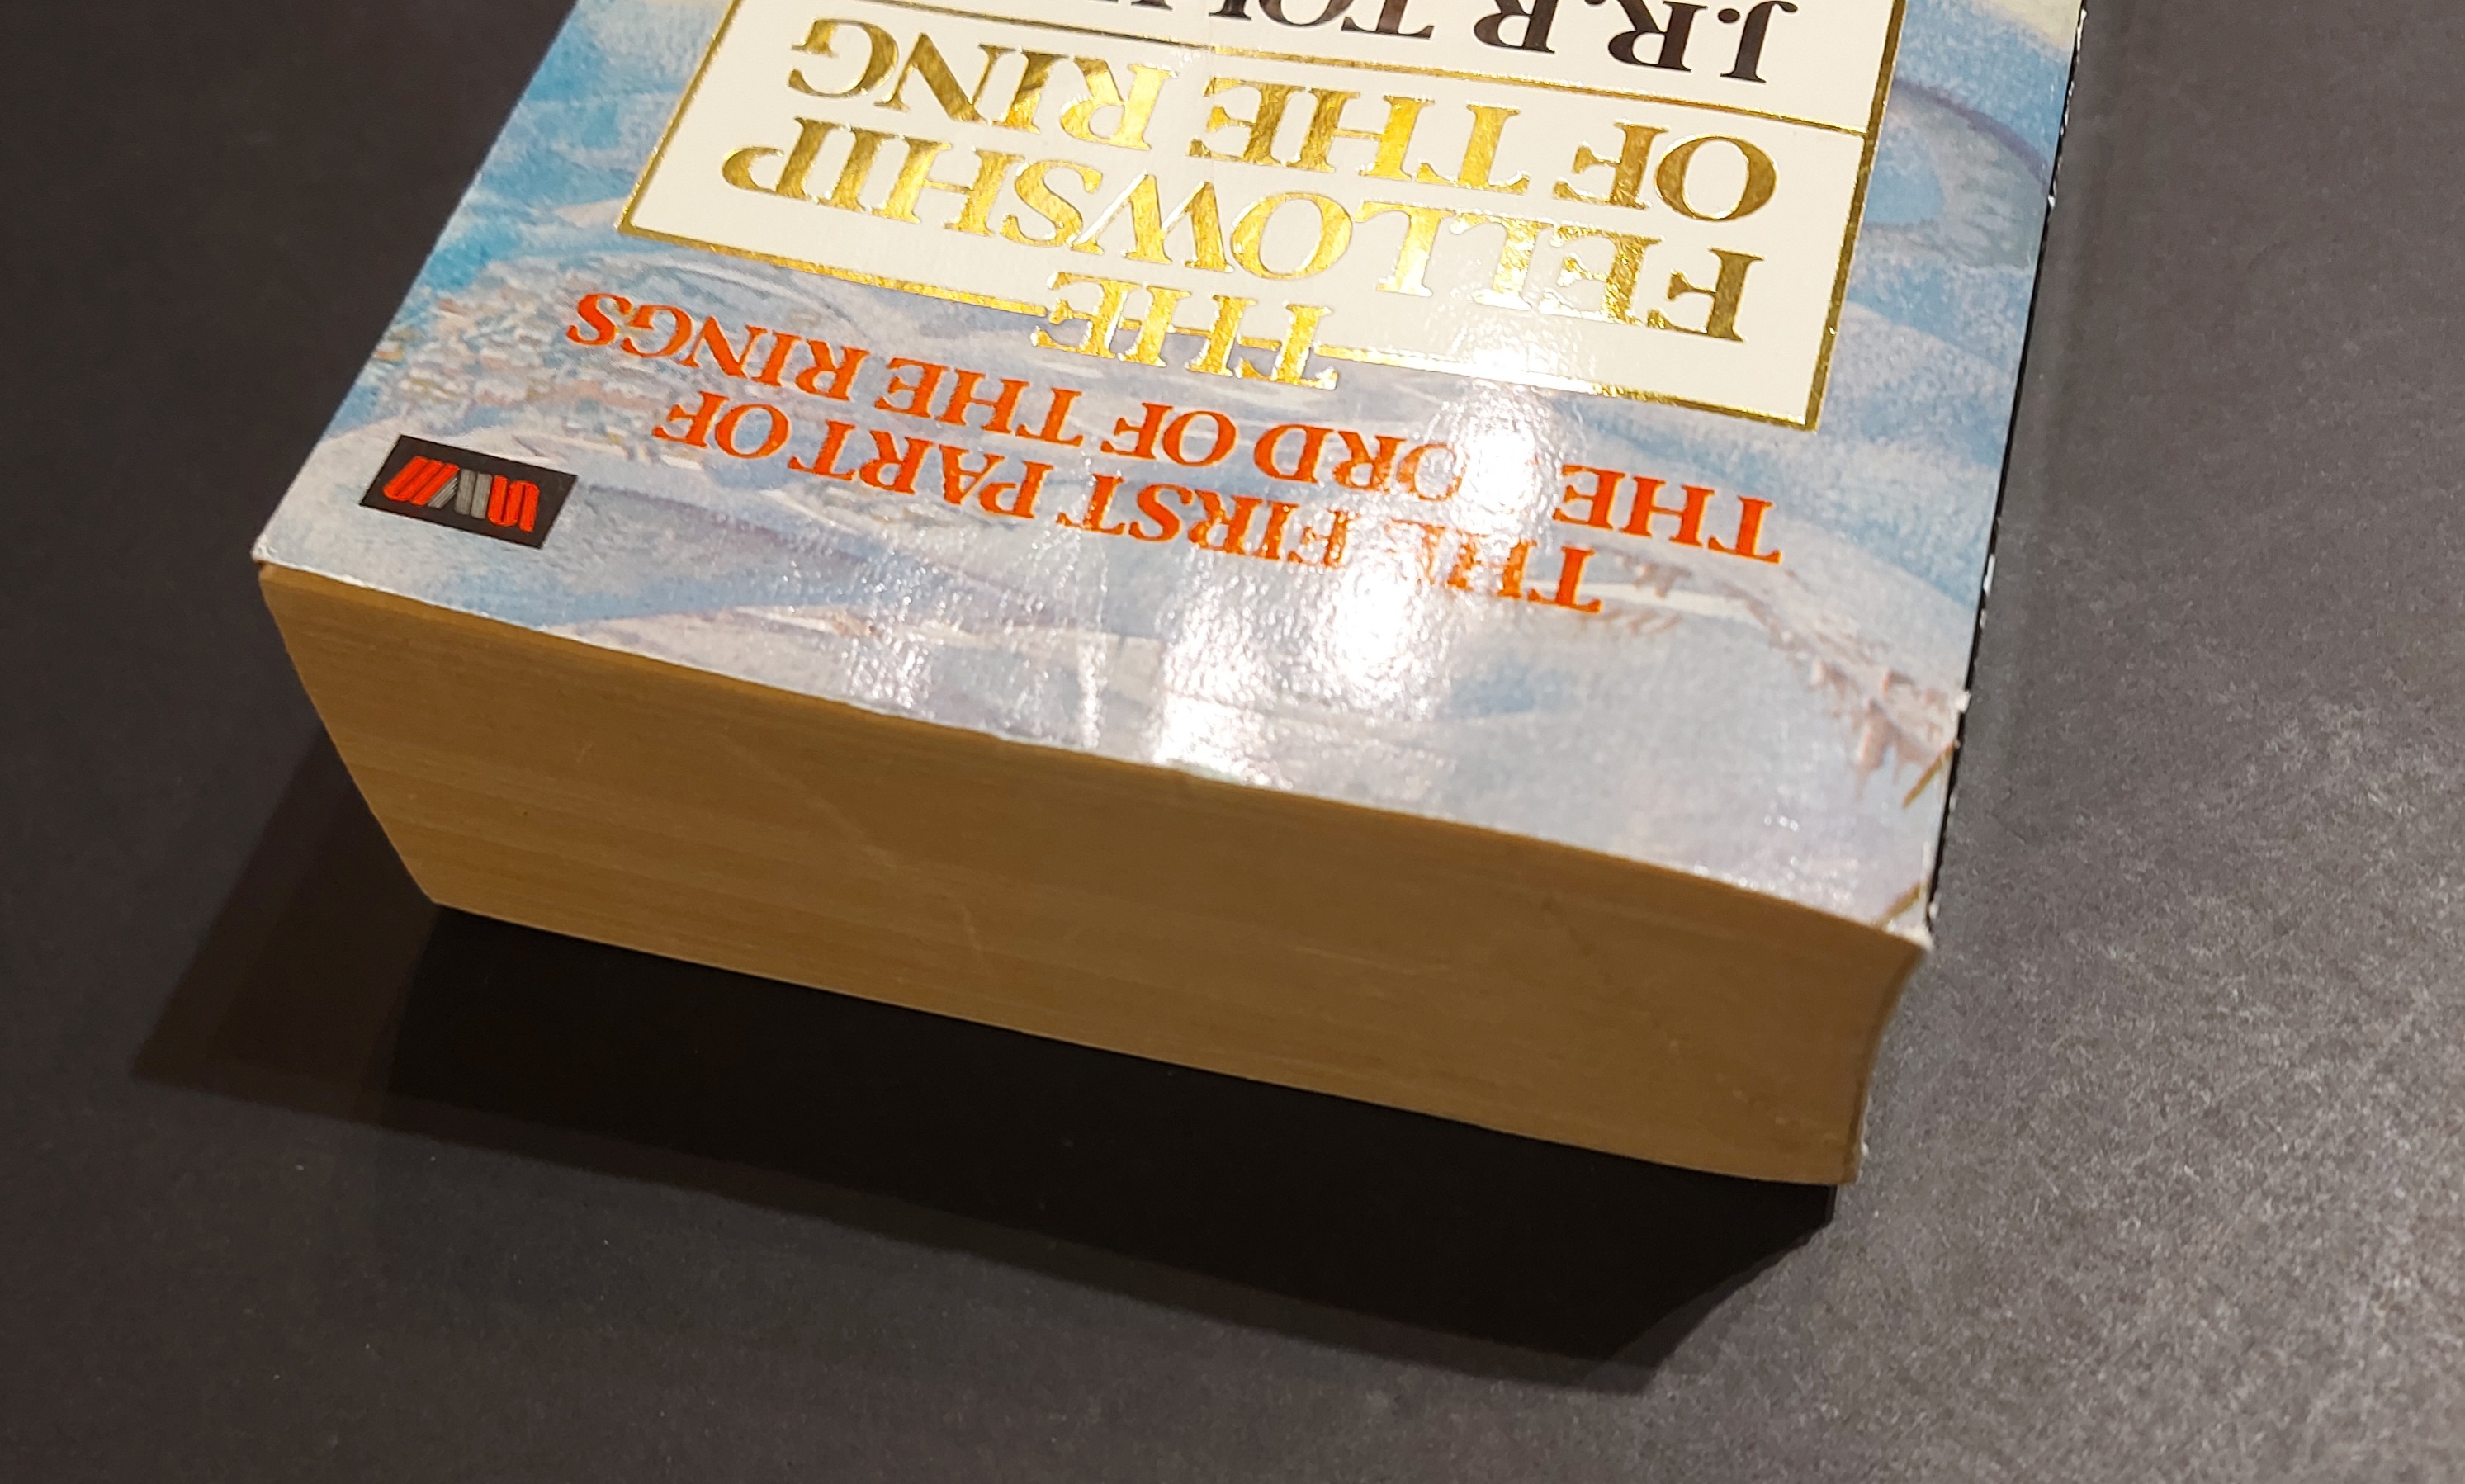 THE FIRST PART OF
THE LORD OF THE RINGS
THE
FELLOWSHIP
OF THE RING
J.R.R.